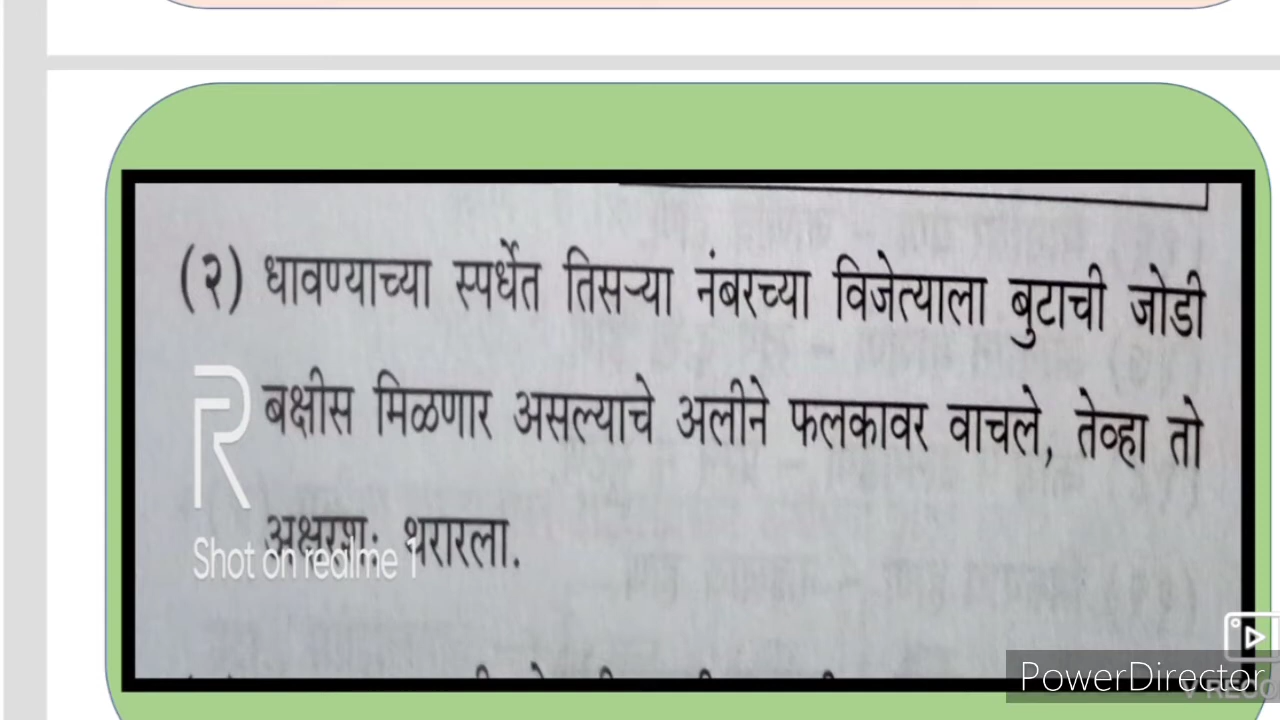 (२) धावण्याच्या स्पर्धेत तिसऱ्या नंबरच्या विजेत्याला बुटाची जोडी
बक्षीस मिळणार असल्याचे अलीने फलकावर वाचले, तेव्हा तो
अक्षरशः थरारला.
Shot on realme 1
PowerDirector